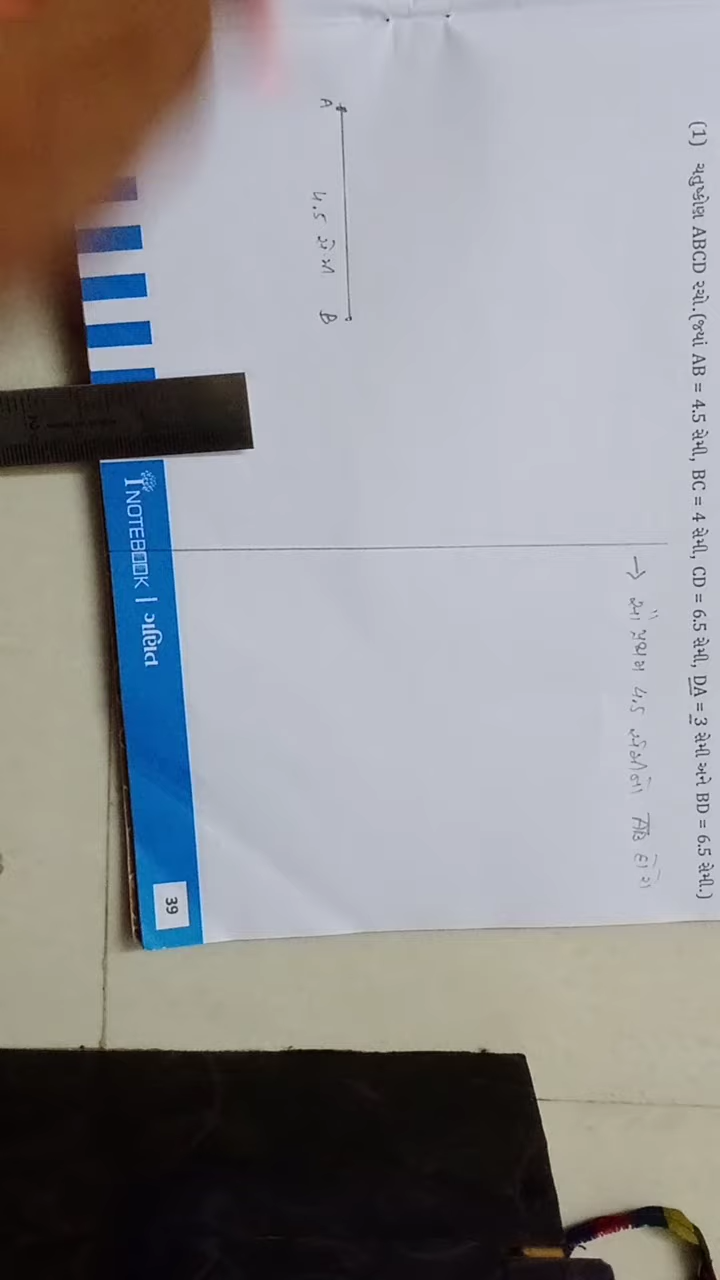 (1) ચતુષ્કોણ ABCD રચો.(જ્યાં AB = 4.5 સેમી, BC = 4 સેમી, CD = 6.5 સેમી, DA = 3 સેમી અને BD = 6.5 સેમી.)
→ સૌ પ્રથમ 4.5 સેમીનો AB દોરો
A
4.5 સેમી
B
INOTEBOOK | ગણિત
39